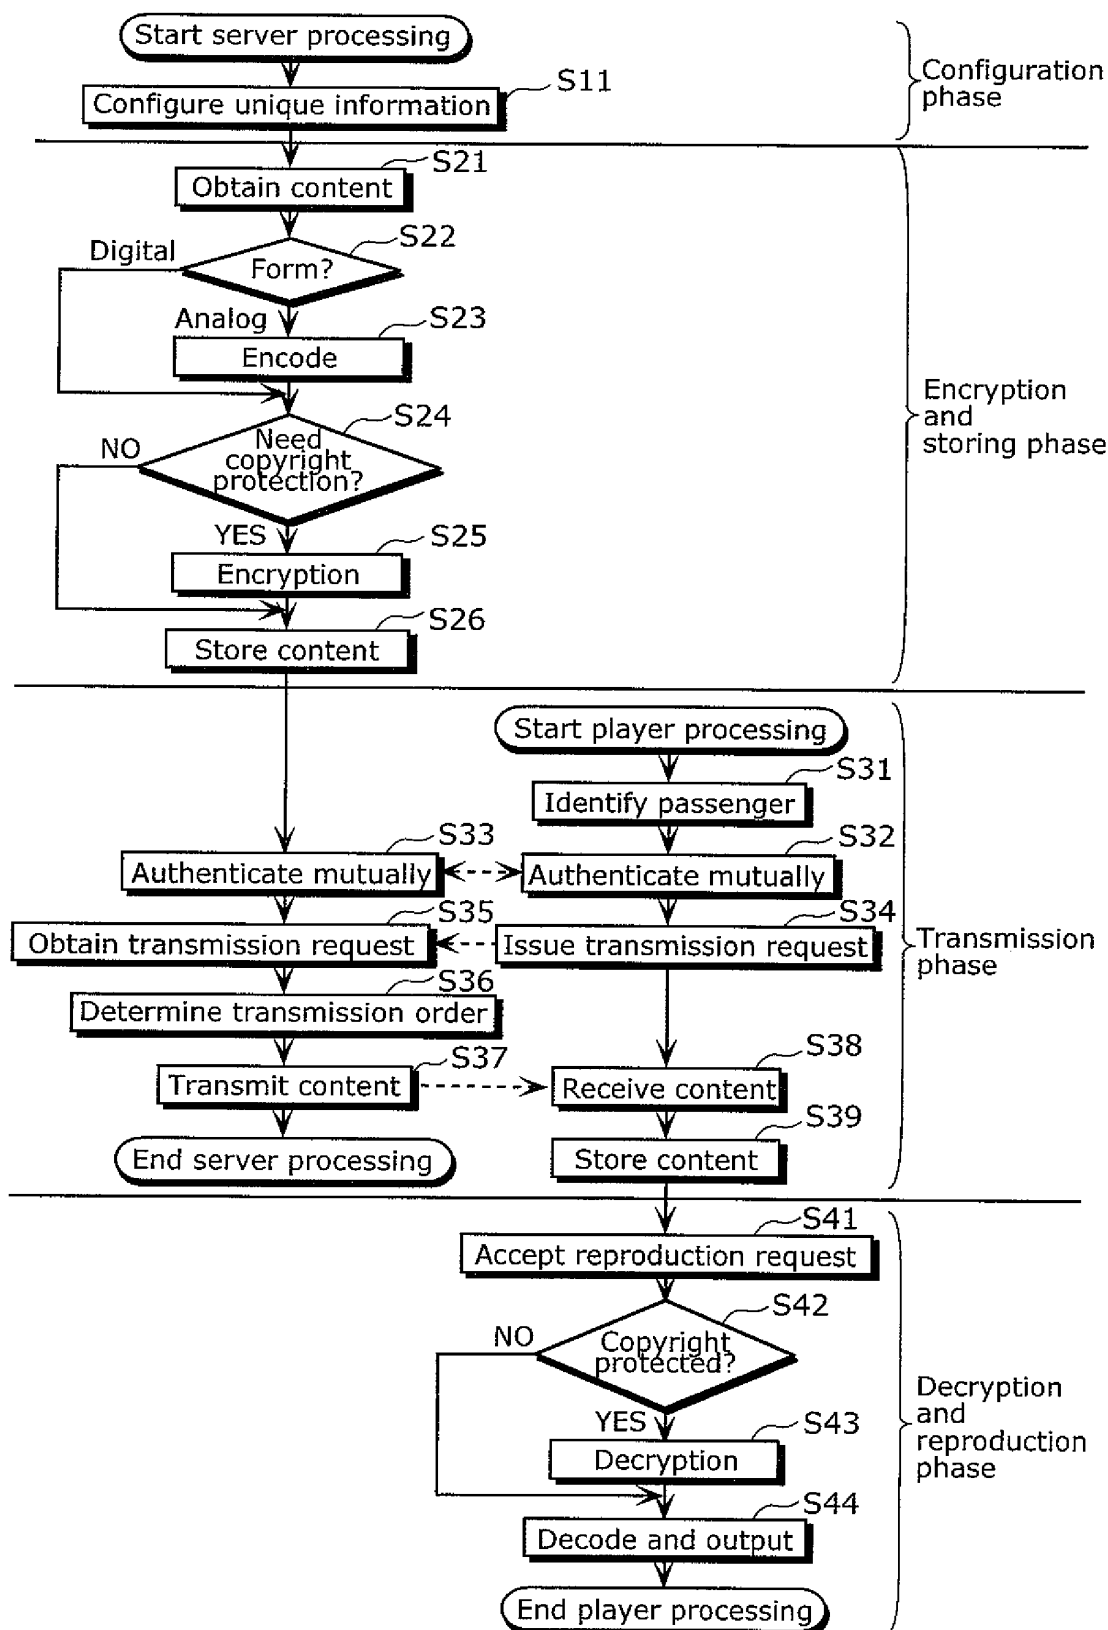 Start server processing
S11
Configure unique information
Configuration
phase
S21
Obtain content
S22
Digital
Form?
Analog
S23
Encode
S24
NO
Need
copyright
protection?
YES
S25
Encryption
S26
Store content
Encryption
and
storing phase
Start player processing
S31
Identify passenger
S33
Authenticate mutually
S32
Authenticate mutually
S35
Obtain transmission request
S34
Issue transmission request
S36
Determine transmission order
S37
Transmit content
S38
Receive content
S39
End server processing
Store content
Transmission
phase
S41
Accept reproduction request
S42
NO
Copyright
protected?
YES
S43
Decryption
S44
Decode and output
End player processing
Decryption
and
reproduction
phase